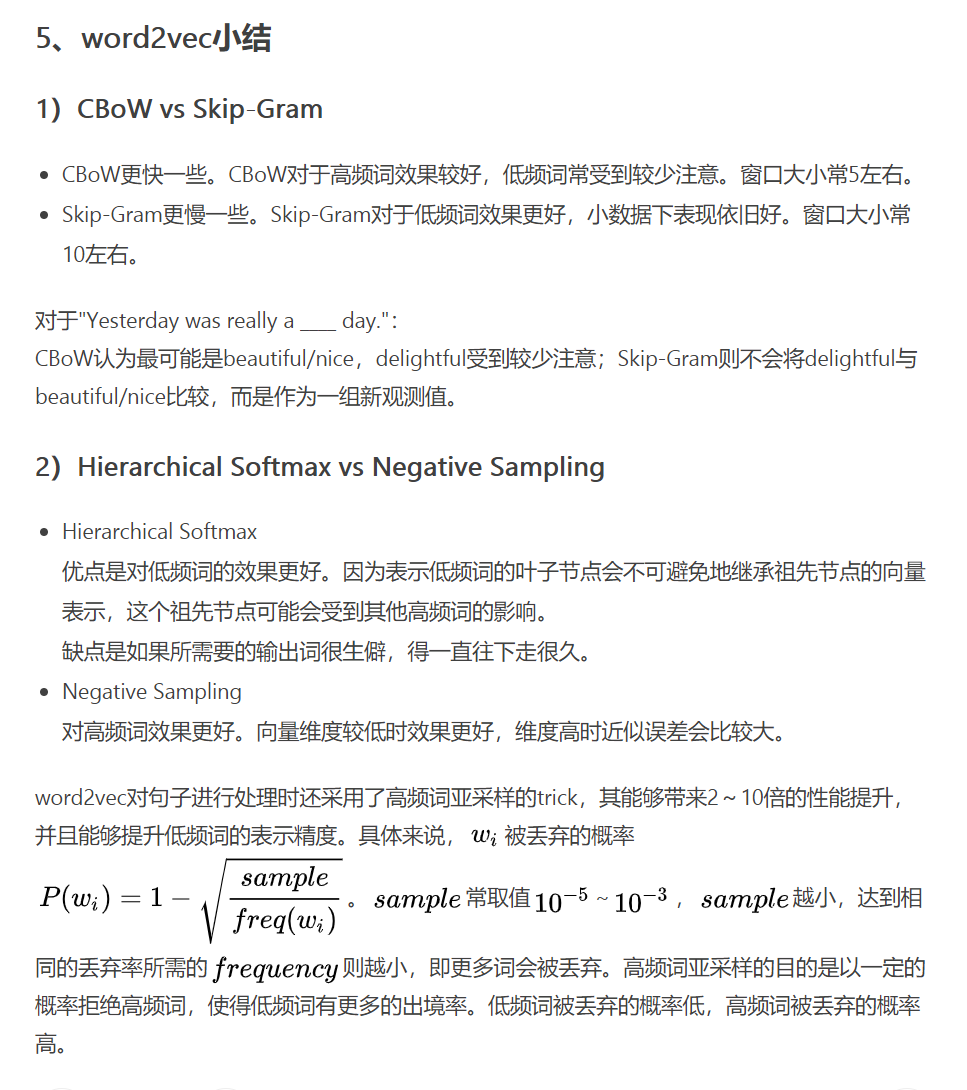 5、word2vec小结
1）CBoW vs Skip-Gram
• CBoW更快一些。CBoW对于高频词效果较好，低频词常受到较少注意。窗口大小常5左右。
• Skip-Gram更慢一些。Skip-Gram对于低频词效果更好，小数据下表现依旧好。窗口大小常
10左右。
对于"Yesterday was really a ___ day."：
CBoW认为最可能是beautiful/nice，delightful受到较少注意；Skip-Gram则不会将delightful与
beautiful/nice比较，而是作为一组新观测值。
2）Hierarchical Softmax vs Negative Sampling
• Hierarchical Softmax
优点是对低频词的效果更好。因为表示低频词的叶子节点会不可避免地继承祖先节点的向量
表示，这个祖先节点可能会受到其他高频词的影响。
缺点是如果所需要的输出词很生僻，得一直往下走很久。
• Negative Sampling
对高频词效果更好。向量维度较低时效果更好，维度高时近似误差会比较大。
word2vec对句子进行处理时还采用了高频词亚采样的trick，其能够带来2～10倍的性能提升，
并且能够提升低频词的表示精度。具体来说， $w_i$ 被丢弃的概率
$P(w_i) = 1 - \sqrt{\frac{sample}{freq(w_i)}}$ 。 $sample$ 常取值 $10^{-5}$ ~ $10^{-3}$ ， $sample$ 越小，达到相
同的丢弃率所需的 $frequency$ 则越小，即更多词会被丢弃。高频词亚采样的目的是以一定的
概率拒绝高频词，使得低频词有更多的出境率。低频词被丢弃的概率低，高频词被丢弃的概率
高。